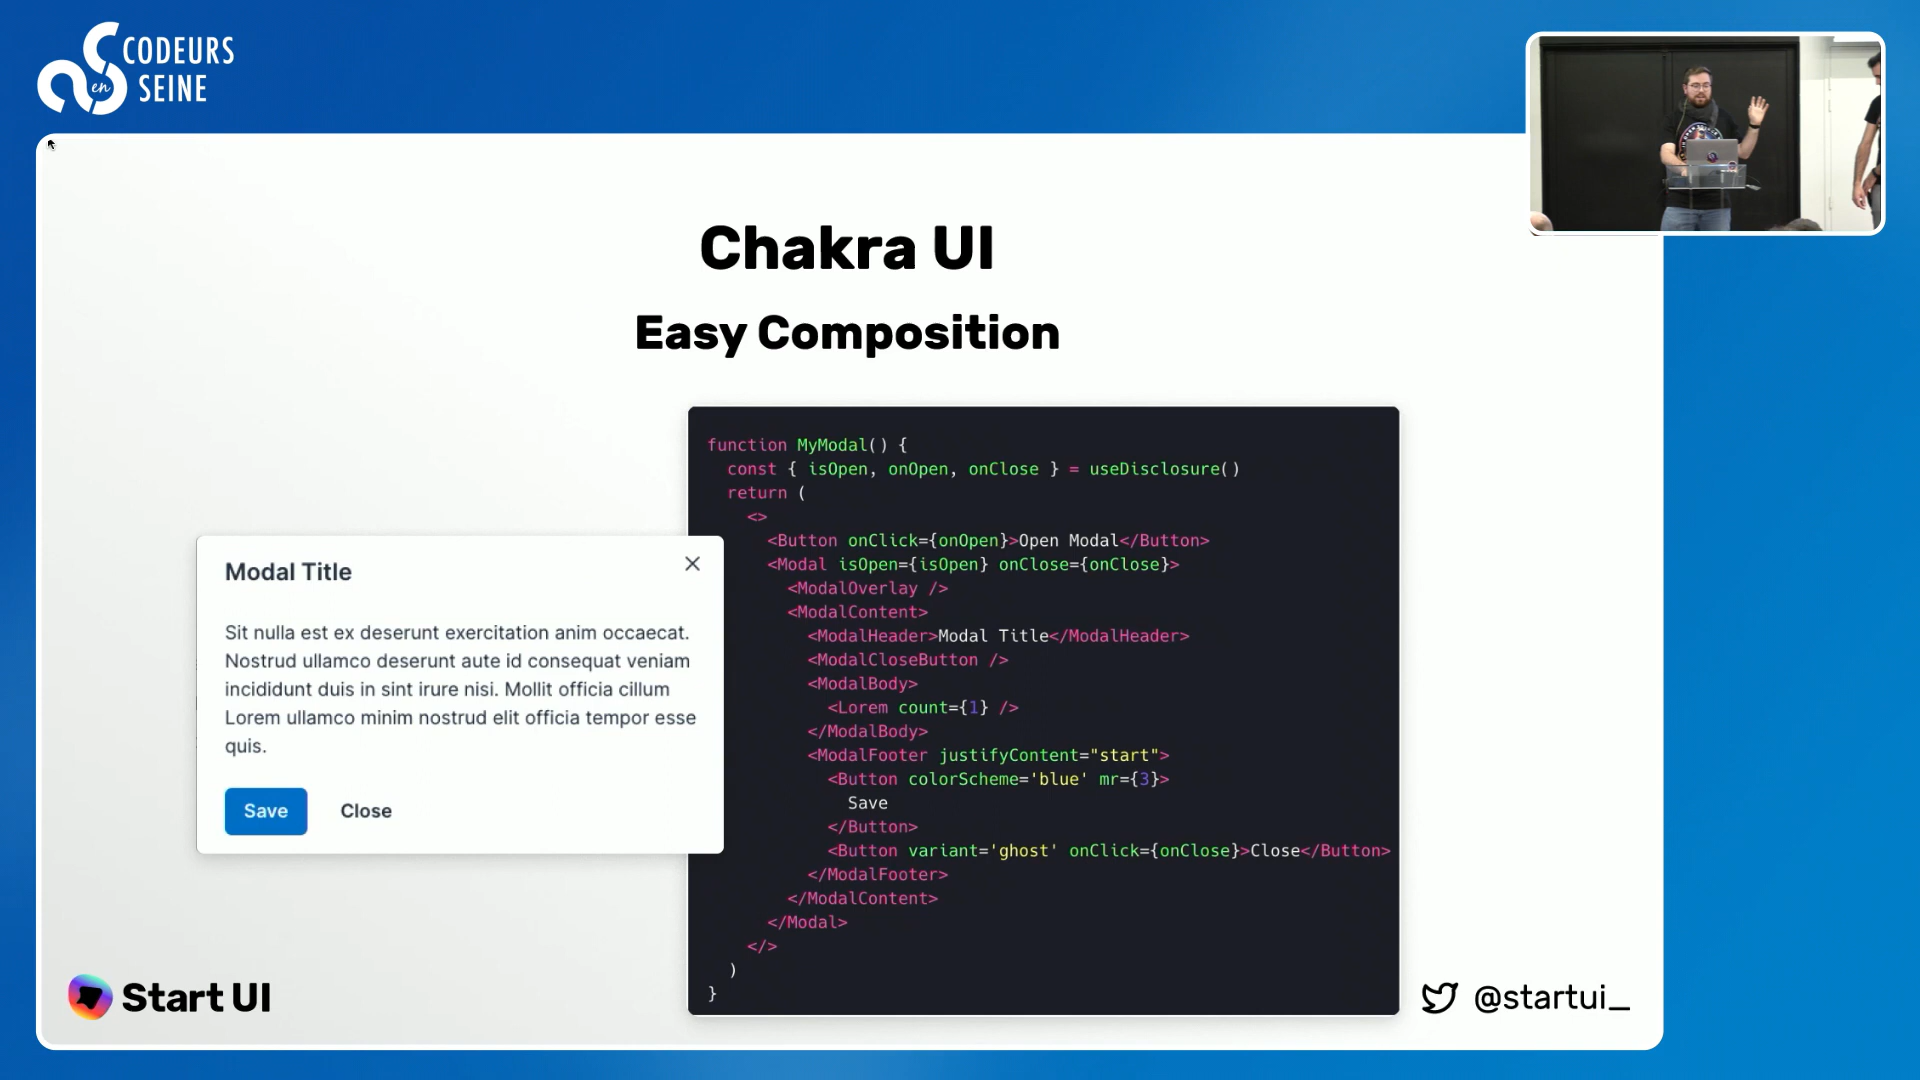 CODEURS
en
SEINE
Chakra UI
Easy Composition
Modal Title
Sit nulla est ex deserunt exercitation anim occaecat.
Nostrud ullamco deserunt aute id consequat veniam
incididunt duis in sint irure nisi. Mollit officia cillum
Lorem ullamco minim nostrud elit officia tempor esse
quis.
Save Close
function MyModal() {
  const { isOpen, onOpen, onClose } = useDisclosure()
  return (
    <>
      <Button onClick={onOpen}>Open Modal</Button>
      <Modal isOpen={isOpen} onClose={onClose}>
        <ModalOverlay />
        <ModalContent>
          <ModalHeader>Modal Title</ModalHeader>
          <ModalCloseButton />
          <ModalBody>
            <Lorem count={1} />
          </ModalBody>
          <ModalFooter justifyContent="start">
            <Button colorScheme='blue' mr={3}>
              Save
            </Button>
            <Button variant='ghost' onClick={onClose}>Close</Button>
          </ModalFooter>
        </ModalContent>
      </Modal>
    </>
  )
}
Start UI
@startui_